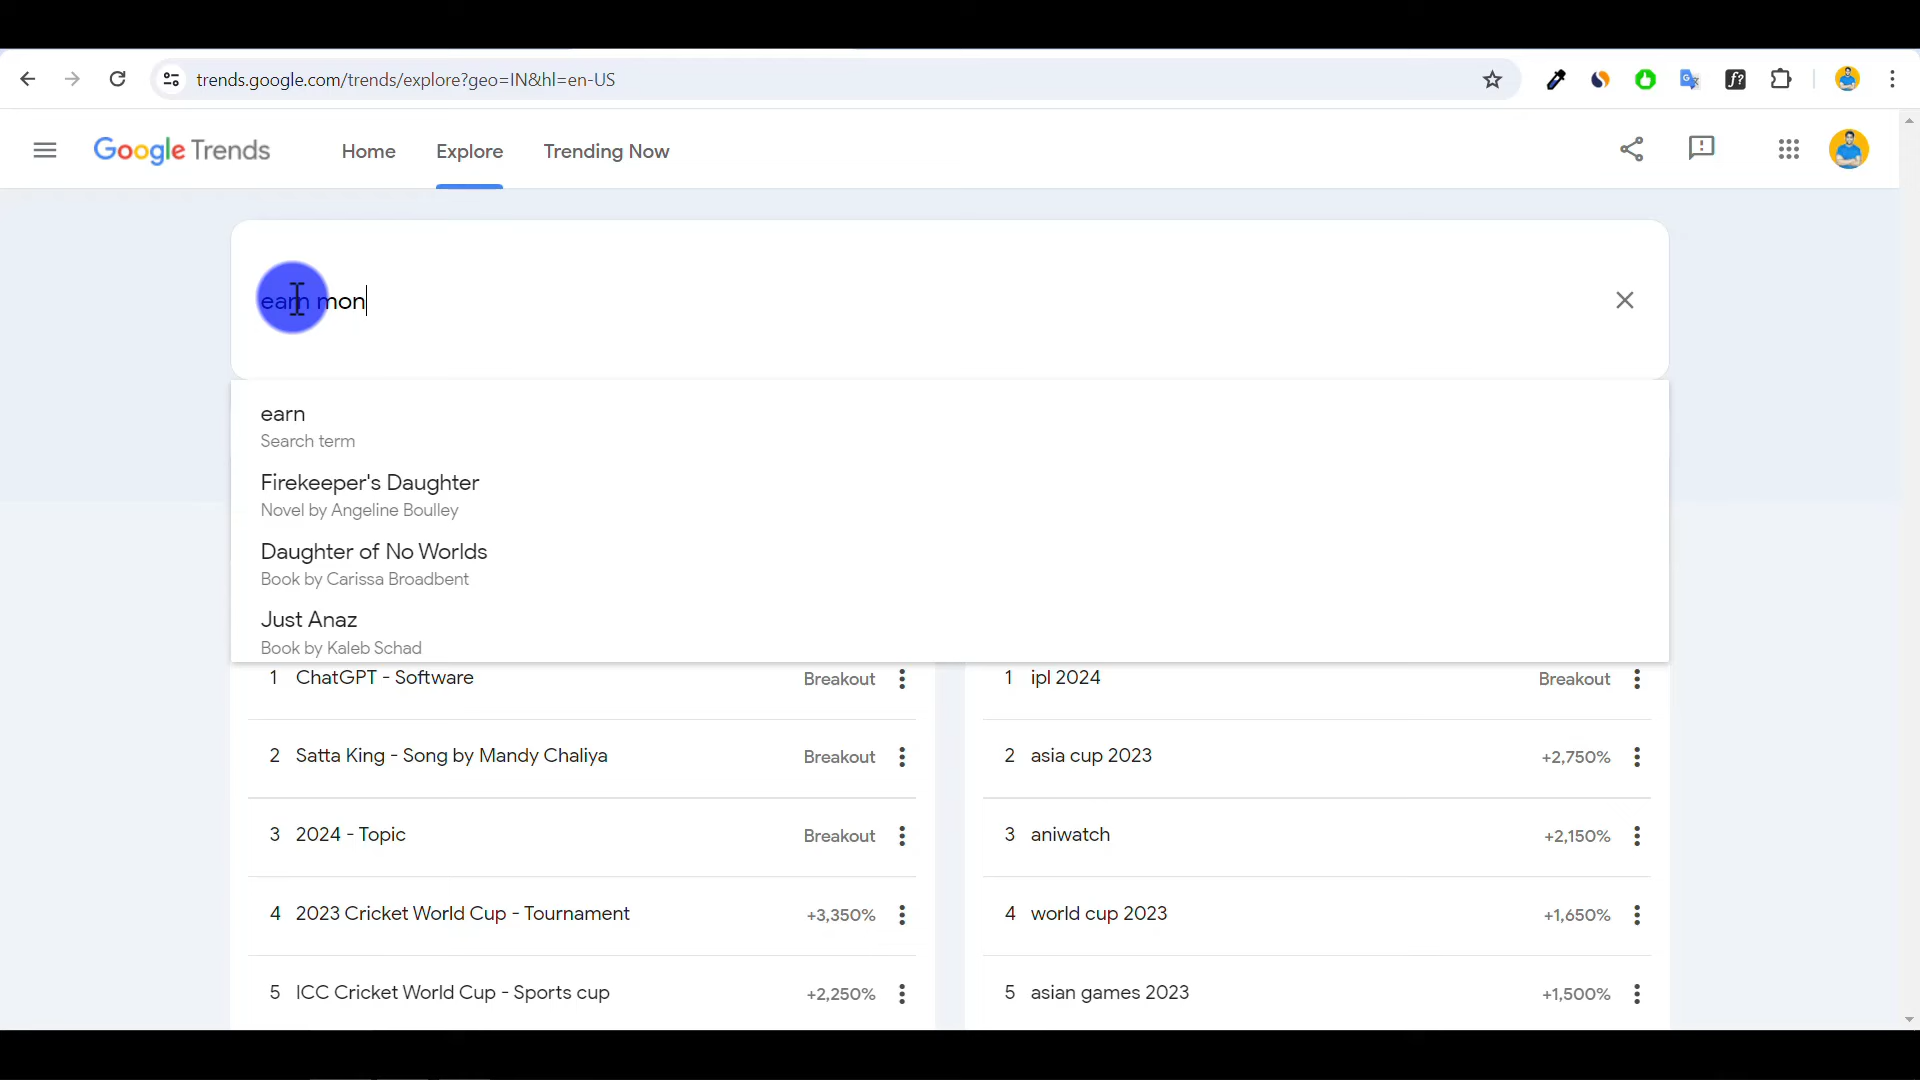 trends.google.com/trends/explore?geo=IN&hl=en-US
Google Trends
Home
Explore
Trending Now
earn mon
earn
Search term
Firekeeper's Daughter
Novel by Angeline Boulley
Daughter of No Worlds
Book by Carissa Broadbent
Just Anaz
Book by Kaleb Schad
1 ChatGPT - Software Breakout
2 Satta King - Song by Mandy Chaliya Breakout
3 2024 - Topic Breakout
4 2023 Cricket World Cup - Tournament +3,350%
5 ICC Cricket World Cup - Sports cup +2,250%
1 ipl 2024 Breakout
2 asia cup 2023 +2,750%
3 aniwatch +2,150%
4 world cup 2023 +1,650%
5 asian games 2023 +1,500%